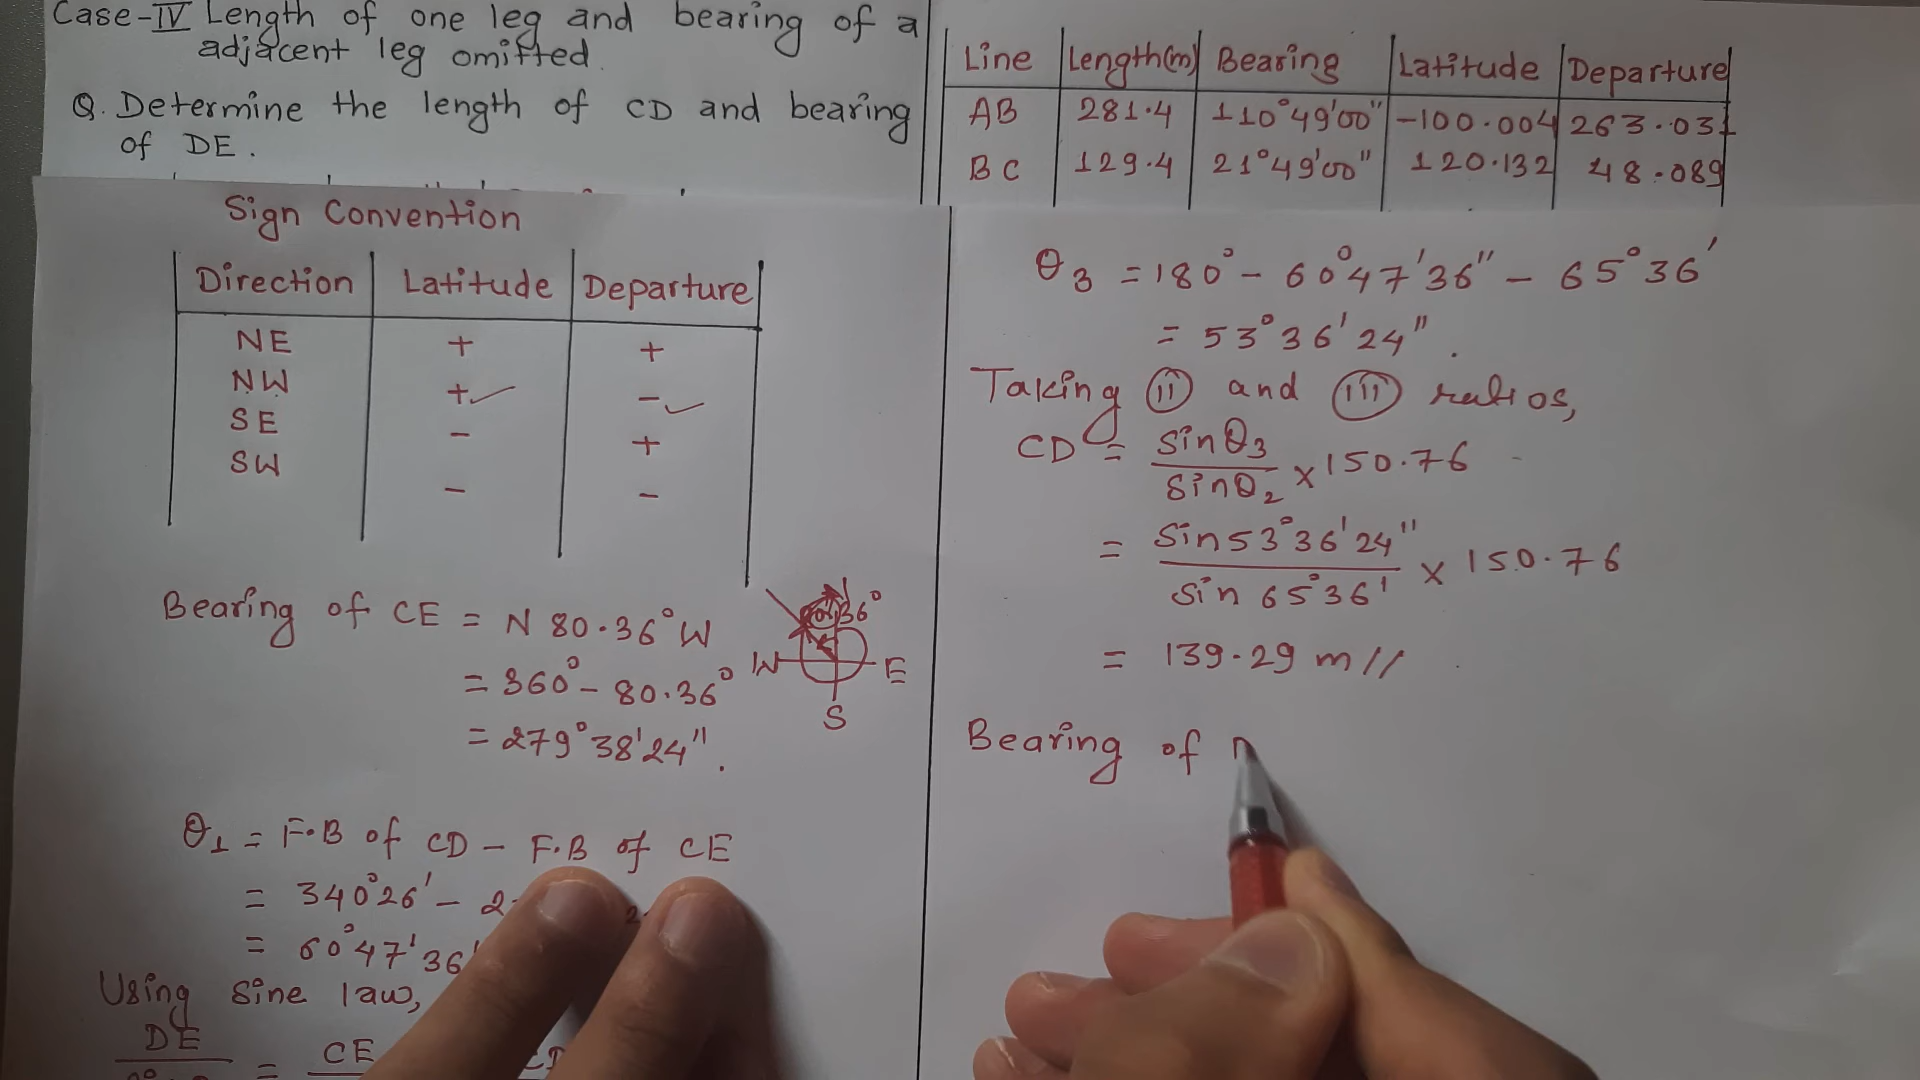 Case-IV Length of one leg and bearing of a
adjacent leg omitted.
Q. Determine the length of CD and bearing
of DE.
Sign Convention
Direction Latitude Departure
NE + +
NW + -
SE - +
SW - -
Bearing of CE = N 80.36° W
= 360° - 80.36°
= 279°38'24".
36°
W E
S
θ1 = F.B of CD - F.B of CE
= 340°26' - 2
= 60°47'36'
Using sine law,
DE
= CE
Line Length(m) Bearing Latitude Departure
AB 281.4 110°49'00" -100.004 263.031
BC 129.4 21°49'00" 120.132 48.089
θ3 = 180° - 60°47'36" - 65°36'
= 53°36'24".
Taking (ii) and (iii) ratios,
CD = sinθ3 / sinθ2 × 150.76
= Sin53°36'24" / Sin 65°36' × 150.76
= 139.29 m//
Bearing of